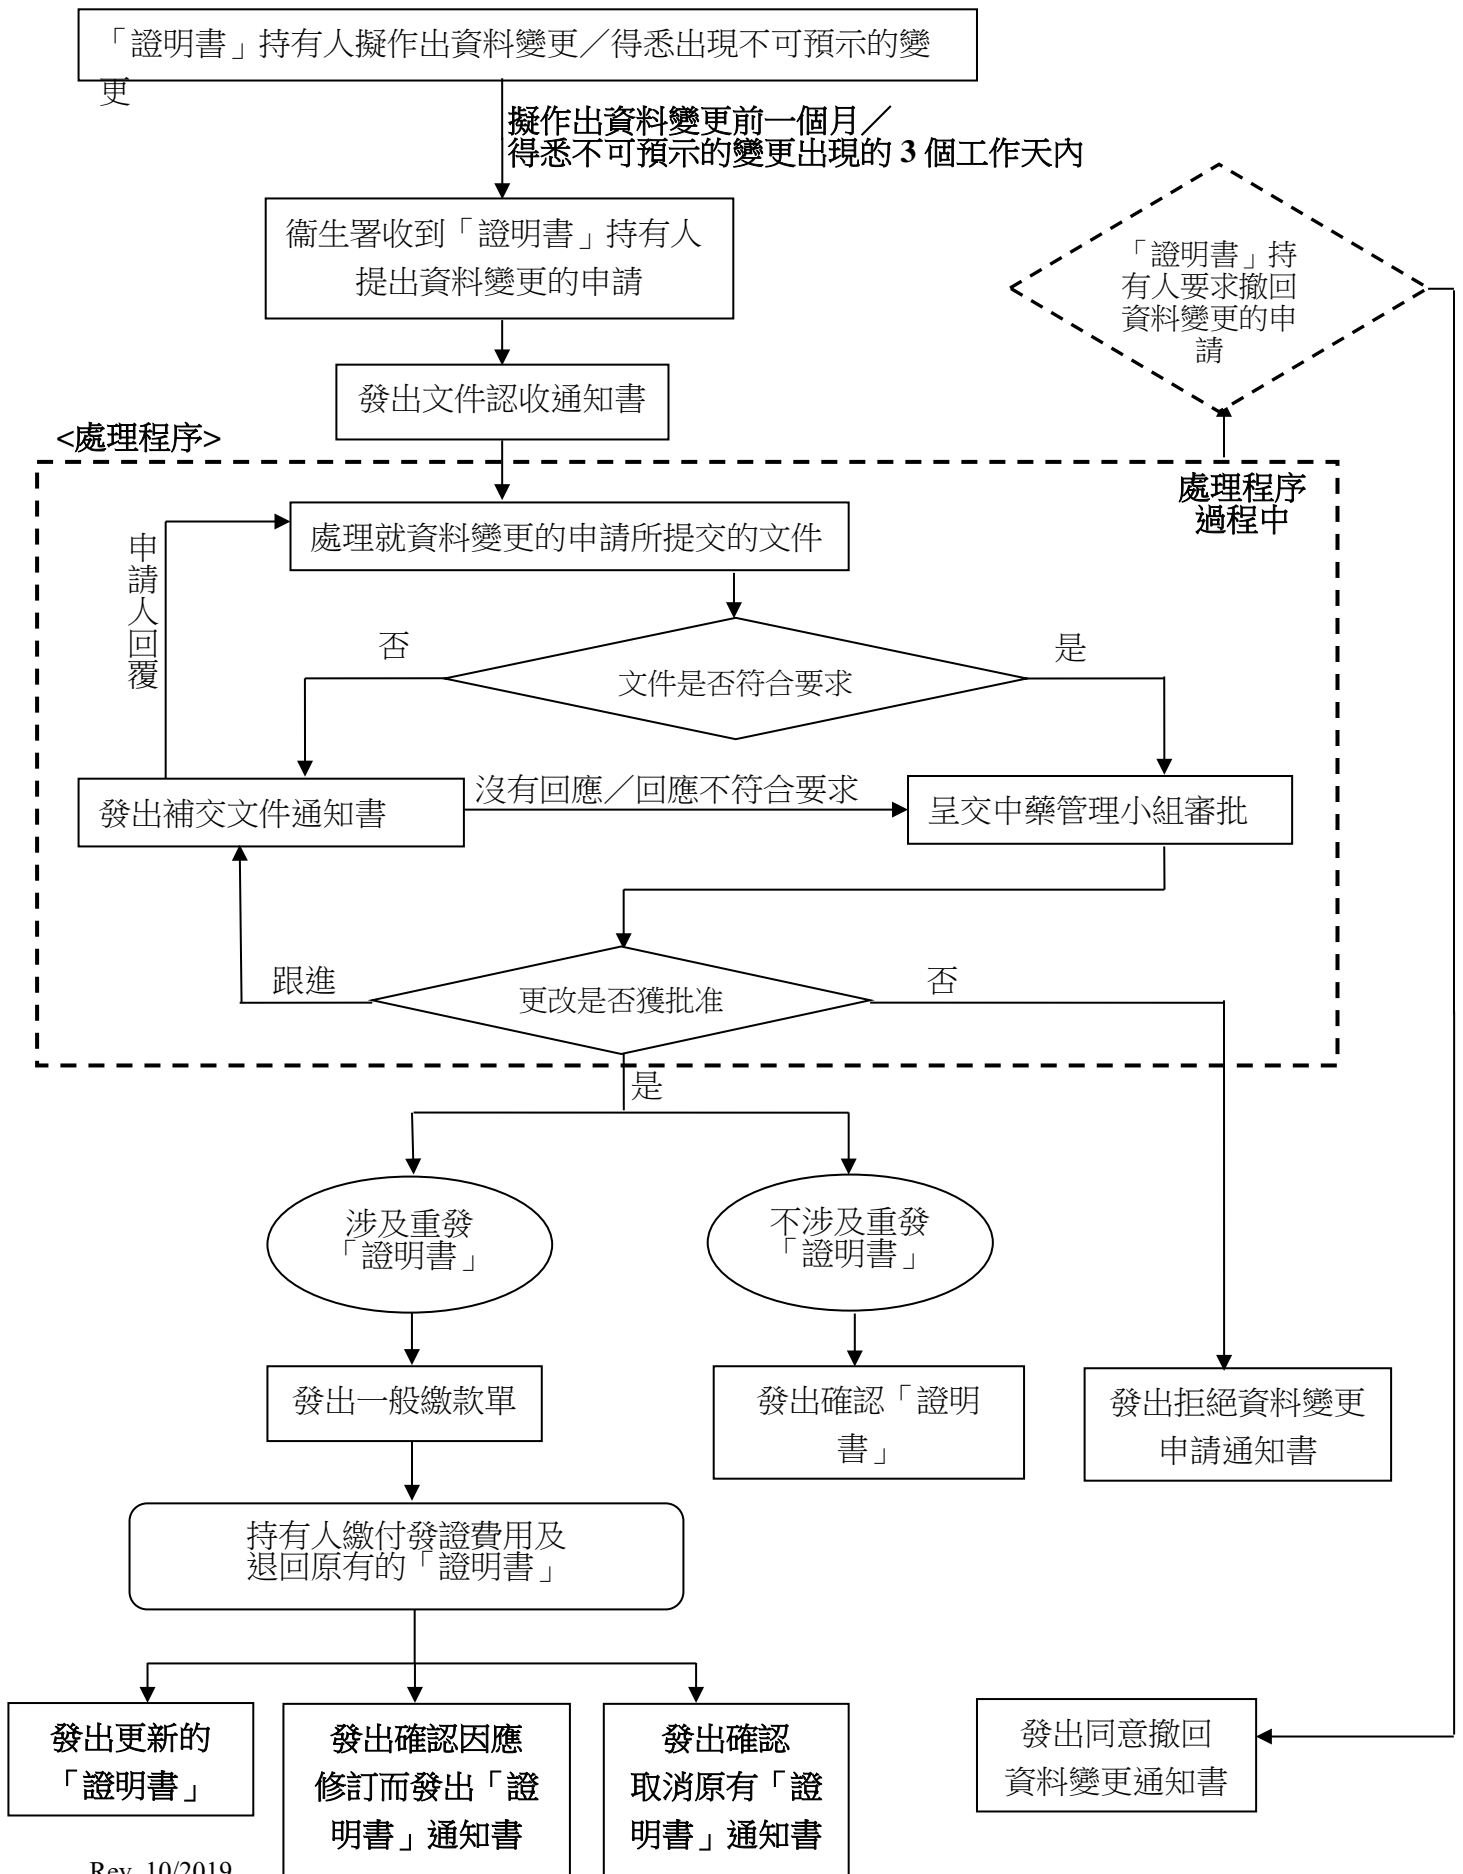 「證明書」持有人擬作出資料變更／得悉出現不可預示的變
更
擬作出資料變更前一個月／
得悉不可預示的變更出現的 3 個工作天內
衞生署收到「證明書」持有人
提出資料變更的申請
「證明書」持
有人要求撤回
資料變更的申
請
發出文件認收通知書
<處理程序>
處理程序
過程中
處理就資料變更的申請所提交的文件
申請人回覆
否
是
文件是否符合要求
發出補交文件通知書
沒有回應／回應不符合要求
呈交中藥管理小組審批
跟進
更改是否獲批准
否
是
涉及重發
「證明書」
不涉及重發
「證明書」
發出一般繳款單
發出確認「證明
書」
發出拒絕資料變更
申請通知書
持有人繳付發證費用及
退回原有的「證明書」
發出更新的
「證明書」
發出確認因應
修訂而發出「證
明書」通知書
發出確認
取消原有「證
明書」通知書
發出同意撤回
資料變更通知書
Rev. 10/2019